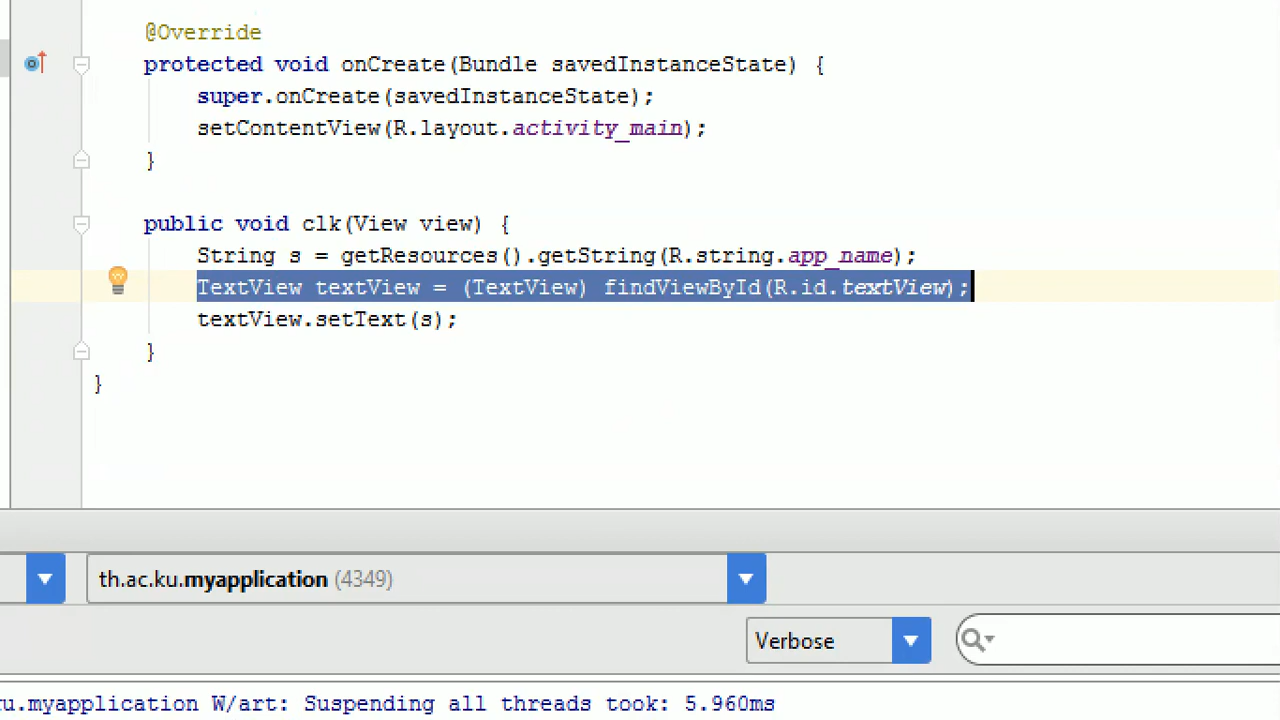 @Override
protected void onCreate(Bundle savedInstanceState) {
super.onCreate(savedInstanceState);
setContentView(R.layout.activity_main);
}
public void clk(View view) {
String s = getResources().getString(R.string.app_name);
TextView textView = (TextView) findViewById(R.id.textView);
textView.setText(s);
}
}
th.ac.ku.myapplication (4349)
Verbose
u.myapplication W/art: Suspending all threads took: 5.960ms